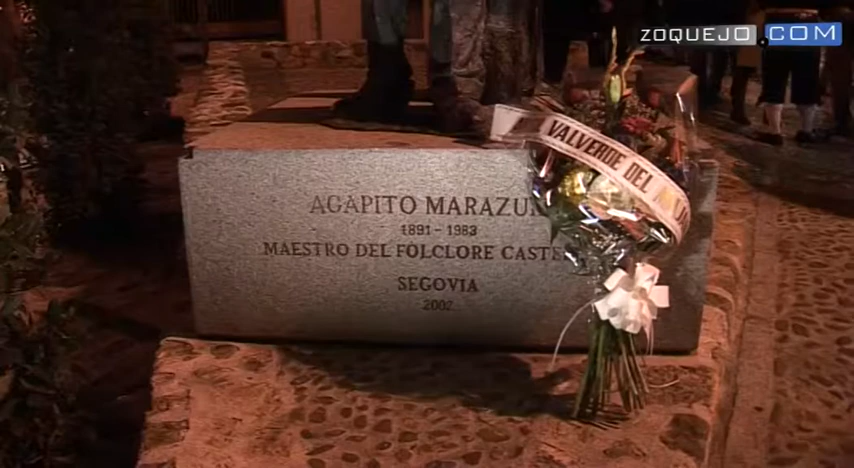 ZOQUEJO.COM
VALVERDE DEL
AGAPITO MARAZU
1891 - 1983
MAESTRO DEL FOLCLORE CASTE
SEGOVIA
2002